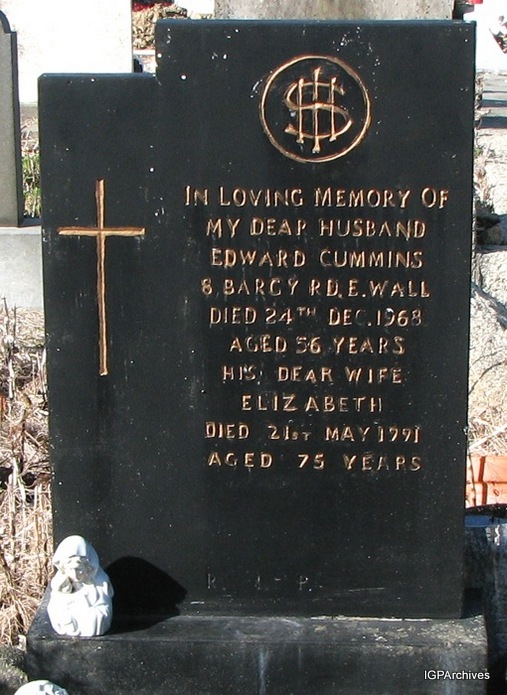 IHS
IN LOVING MEMORY OF
MY DEAR HUSBAND
EDWARD CUMMINS
8 BARGY RD. E. WALL
DIED 24TH DEC. 1968
AGED 56 YEARS
HIS DEAR WIFE
ELIZABETH
DIED 21ST MAY 1991
AGED 75 YEARS
R. I. P.
IGPArchives